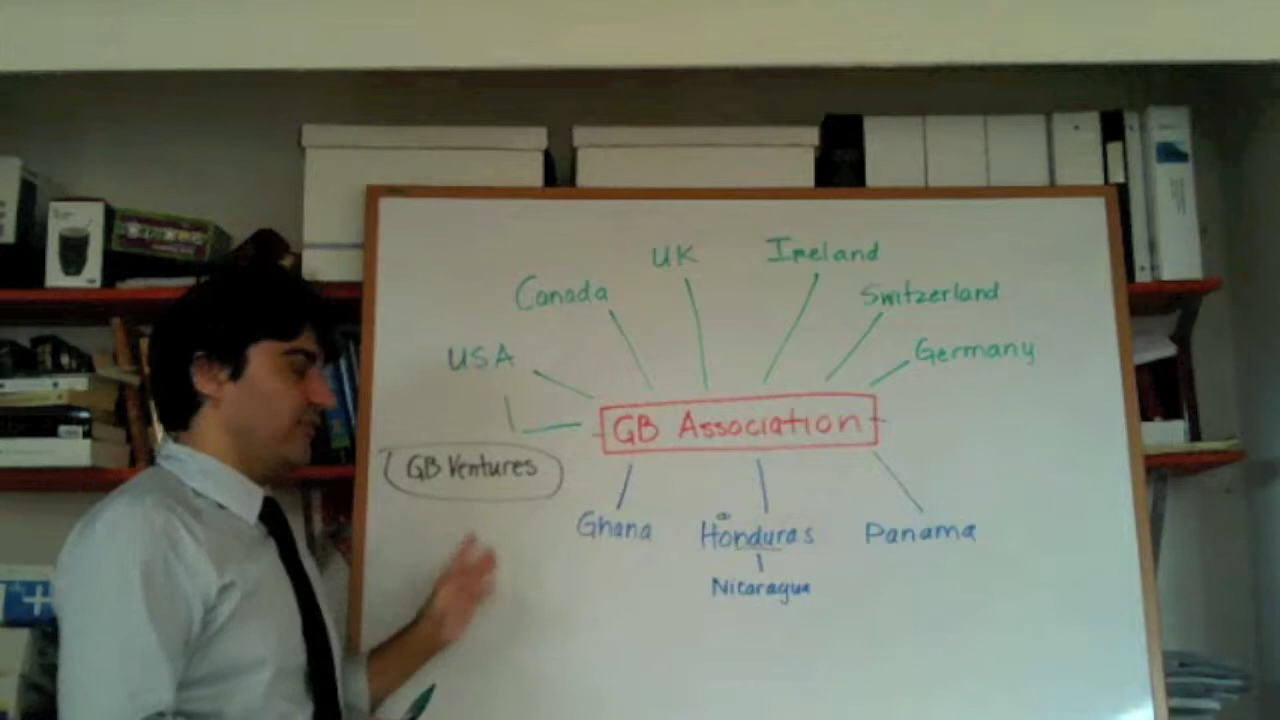 UK
Ireland
Canada
Switzerland
USA
Germany
GB Association
GB Ventures
Ghana
Honduras
Panama
Nicaragua